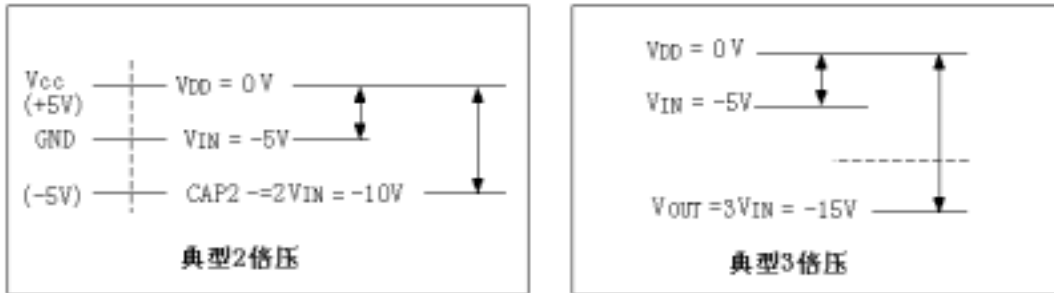 Vcc
(+5V)
VDD = 0V
GND
VIN = -5V
(-5V)
CAP2 -=2VIN = -10V
典型2倍压
VDD = 0V
VIN = -5V
VOUT =3VIN = -15V
典型3倍压